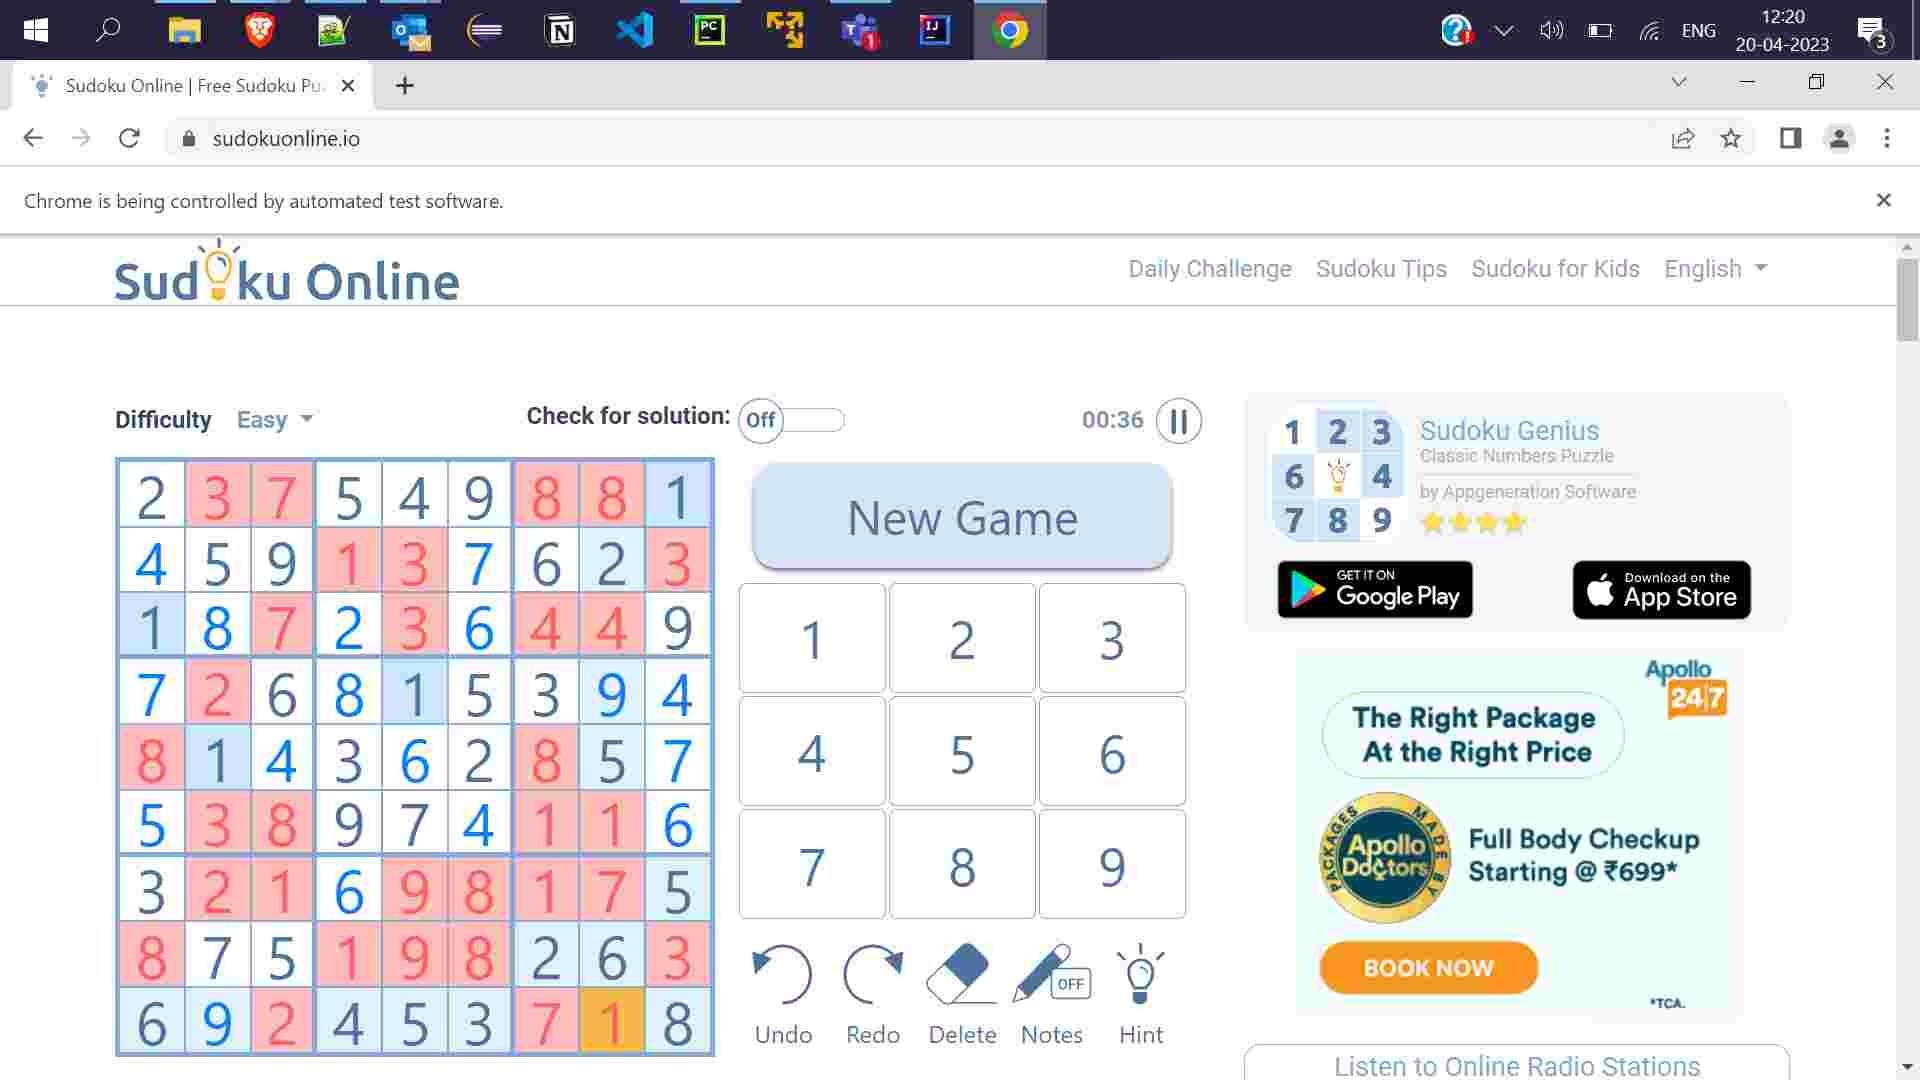 ENG
12:20
20-04-2023
3
Sudoku Online | Free Sudoku Pu
sudokuonline.io
Chrome is being controlled by automated test software.
Sudoku Online
Daily Challenge Sudoku Tips Sudoku for Kids English
Difficulty Easy Check for solution: Off 00:36
2 3 7 5 4 9 8 8 1
4 5 9 1 3 7 6 2 3
1 8 7 2 3 6 4 4 9
7 2 6 8 1 5 3 9 4
8 1 4 3 6 2 8 5 7
5 3 8 9 7 4 1 1 6
3 2 1 6 9 8 1 7 5
8 7 5 1 9 8 2 6 3
6 9 2 4 5 3 7 1 8
New Game
1 2 3
4 5 6
7 8 9
OFF
Undo Redo Delete Notes Hint
1 2 3
6 4
7 8 9
Sudoku Genius
Classic Numbers Puzzle
by Appgeneration Software
GET IT ON
Google Play
Download on the
App Store
Apollo
24|7
The Right Package
At the Right Price
PACKAGES MADE BY
Apollo
Doctors
Full Body Checkup
Starting @ ₹699*
BOOK NOW
*TCA.
Listen to Online Radio Stations